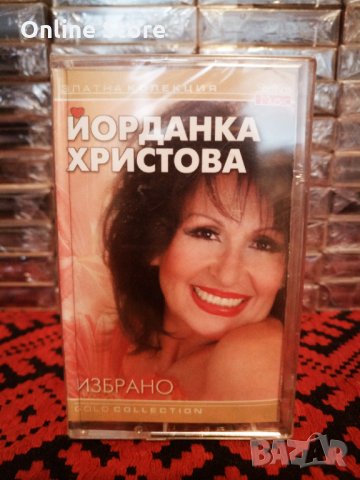 Online Store
ЗЛАТНА КОЛЕКЦИЯ
ЙОРДАНКА
ХРИСТОВА
ИЗБРАНО
GOLD COLLECTION
BAZAR